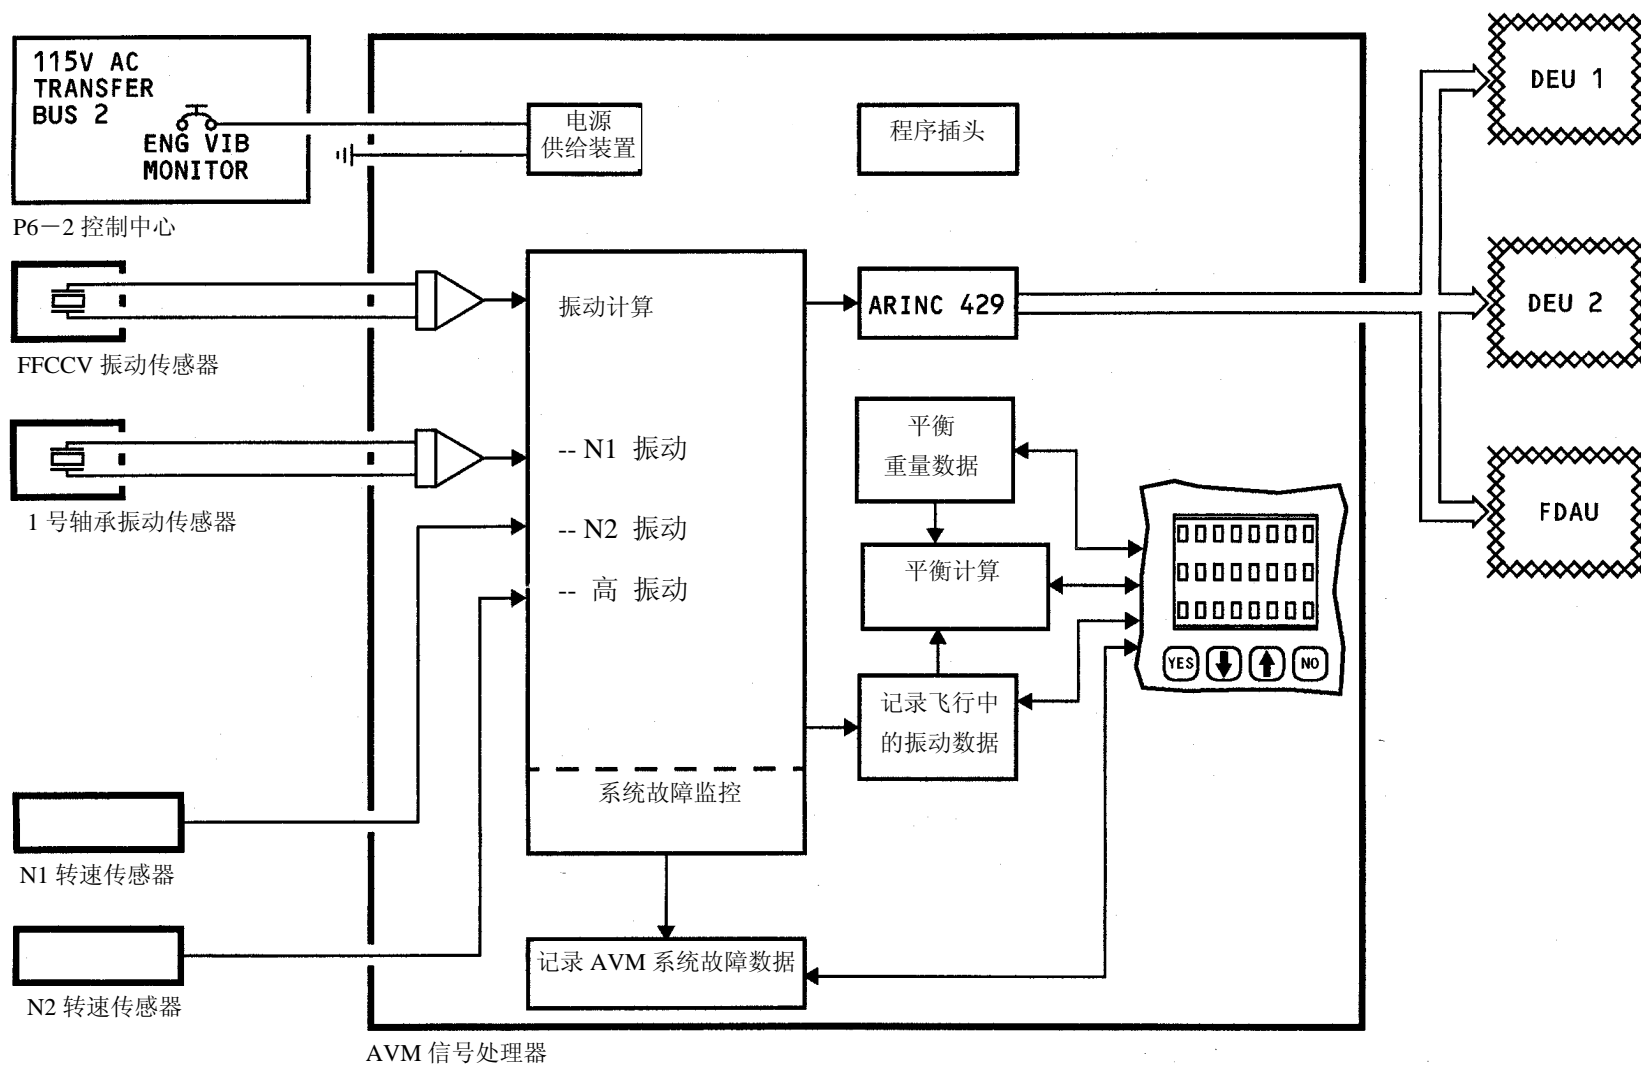 115V AC
TRANSFER
BUS 2
ENG VIB
MONITOR
P6－2 控制中心
电源
供给装置
程序插头
DEU 1
FFCCV 振动传感器
振动计算
ARINC 429
DEU 2
1 号轴承振动传感器
-- N1 振动
-- N2 振动
-- 高 振动
平衡
重量数据
平衡计算
FDAU
YES
NO
记录飞行中
的振动数据
系统故障监控
N1 转速传感器
记录 AVM 系统故障数据
N2 转速传感器
AVM 信号处理器